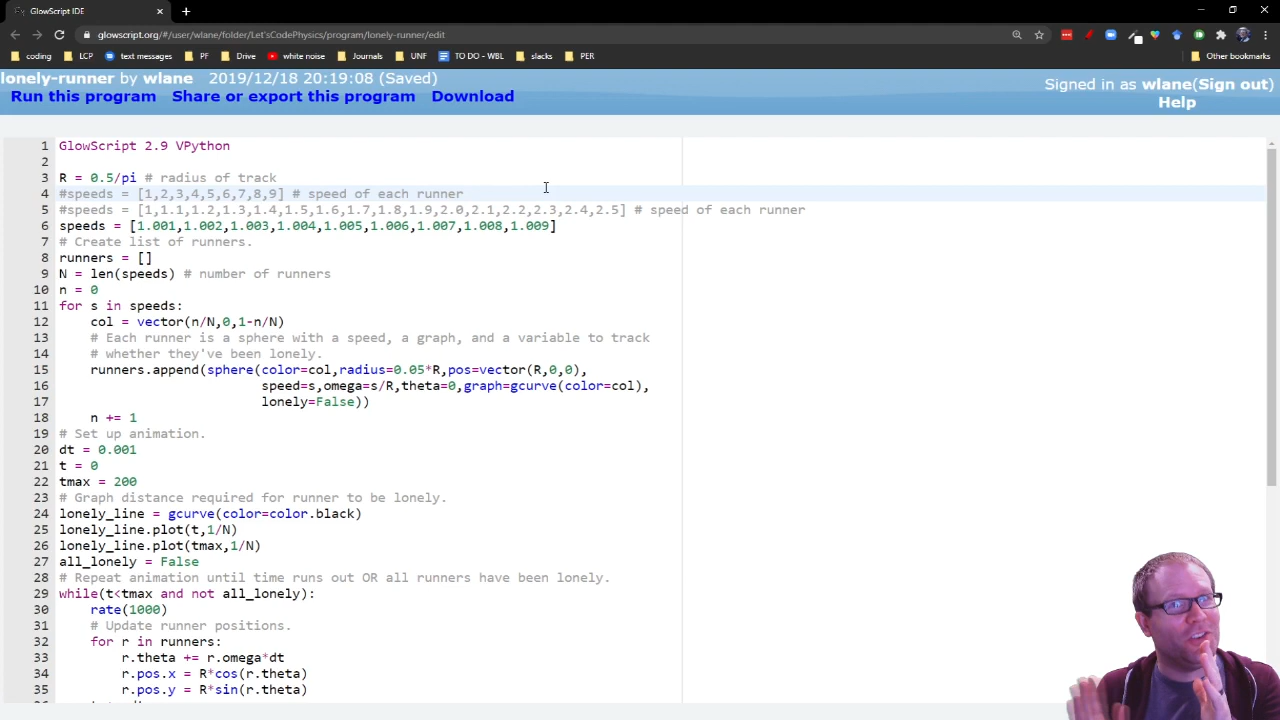 GlowScript IDE
glowscript.org/#/user/wlane/folder/Let'sCodePhysics/program/lonely-runner/edit
coding LCP text messages PF Drive white noise Journals UNF TO DO - WBL slacks PER Other bookmarks
lonely-runner by wlane 2019/12/18 20:19:08 (Saved) Signed in as wlane(Sign out)
Run this program Share or export this program Download Help
1 GlowScript 2.9 VPython
2
3 R = 0.5/pi # radius of track
4 #speeds = [1,2,3,4,5,6,7,8,9] # speed of each runner
5 #speeds = [1,1.1,1.2,1.3,1.4,1.5,1.6,1.7,1.8,1.9,2.0,2.1,2.2,2.3,2.4,2.5] # speed of each runner
6 speeds = [1.001,1.002,1.003,1.004,1.005,1.006,1.007,1.008,1.009]
7 # Create list of runners.
8 runners = []
9 N = len(speeds) # number of runners
10 n = 0
11 for s in speeds:
12 col = vector(n/N,0,1-n/N)
13 # Each runner is a sphere with a speed, a graph, and a variable to track
14 # whether they've been lonely.
15 runners.append(sphere(color=col,radius=0.05*R,pos=vector(R,0,0),
16 speed=s,omega=s/R,theta=0,graph=gcurve(color=col),
17 lonely=False))
18 n += 1
19 # Set up animation.
20 dt = 0.001
21 t = 0
22 tmax = 200
23 # Graph distance required for runner to be lonely.
24 lonely_line = gcurve(color=color.black)
25 lonely_line.plot(t,1/N)
26 lonely_line.plot(tmax,1/N)
27 all_lonely = False
28 # Repeat animation until time runs out OR all runners have been lonely.
29 while(t<tmax and not all_lonely):
30 rate(1000)
31 # Update runner positions.
32 for r in runners:
33 r.theta += r.omega*dt
34 r.pos.x = R*cos(r.theta)
35 r.pos.y = R*sin(r.theta)